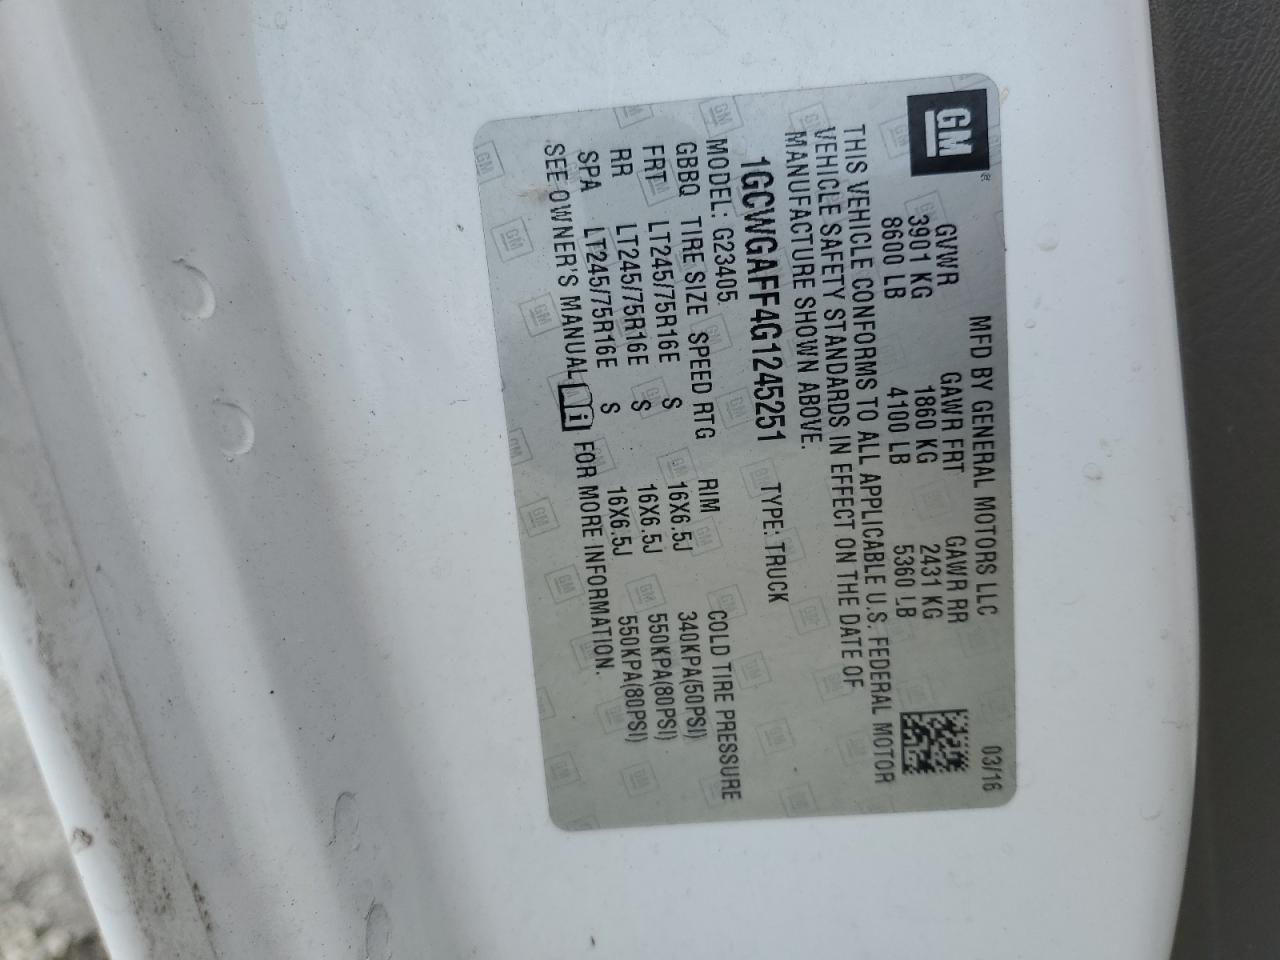 GM
MFD BY GENERAL MOTORS LLC 03/16
GVWR GAWR FRT GAWR RR
3901 KG 1860 KG 2431 KG
8600 LB 4100 LB 5360 LB
THIS VEHICLE CONFORMS TO ALL APPLICABLE U.S. FEDERAL MOTOR
VEHICLE SAFETY STANDARDS IN EFFECT ON THE DATE OF
MANUFACTURE SHOWN ABOVE.
1GCWGAFF4G1245251 TYPE: TRUCK
MODEL: G23405
GBBQ TIRE SIZE SPEED RTG RIM COLD TIRE PRESSURE
FRT LT245/75R16E S 16X6.5J 340KPA(50PSI)
RR LT245/75R16E S 16X6.5J 550KPA(80PSI)
SPA LT245/75R16E S 16X6.5J 550KPA(80PSI)
SEE OWNER'S MANUAL i FOR MORE INFORMATION.